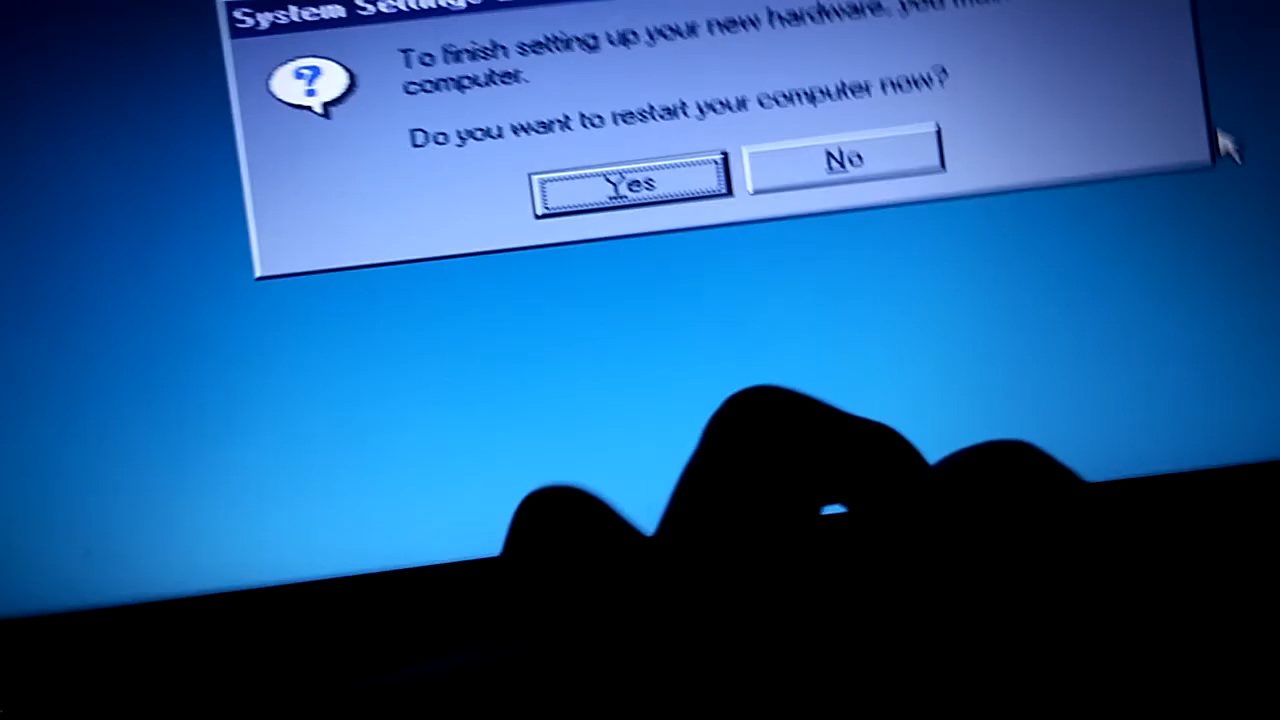 System Settings
To finish setting up your new hardware, you
computer.
Do you want to restart your computer now?
Yes
No